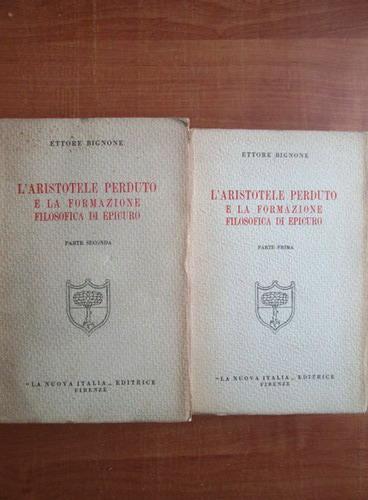 ETTORE BIGNONE
L'ARISTOTELE PERDUTO
E LA FORMAZIONE
FILOSOFICA DI EPICURO
PARTE SECONDA
"LA NUOVA ITALIA„ EDITRICE
FIRENZE
ETTORE BIGNONE
L'ARISTOTELE PERDUTO
E LA FORMAZIONE
FILOSOFICA DI EPICURO
PARTE PRIMA
"LA NUOVA ITALIA„ EDITRICE
FIRENZE